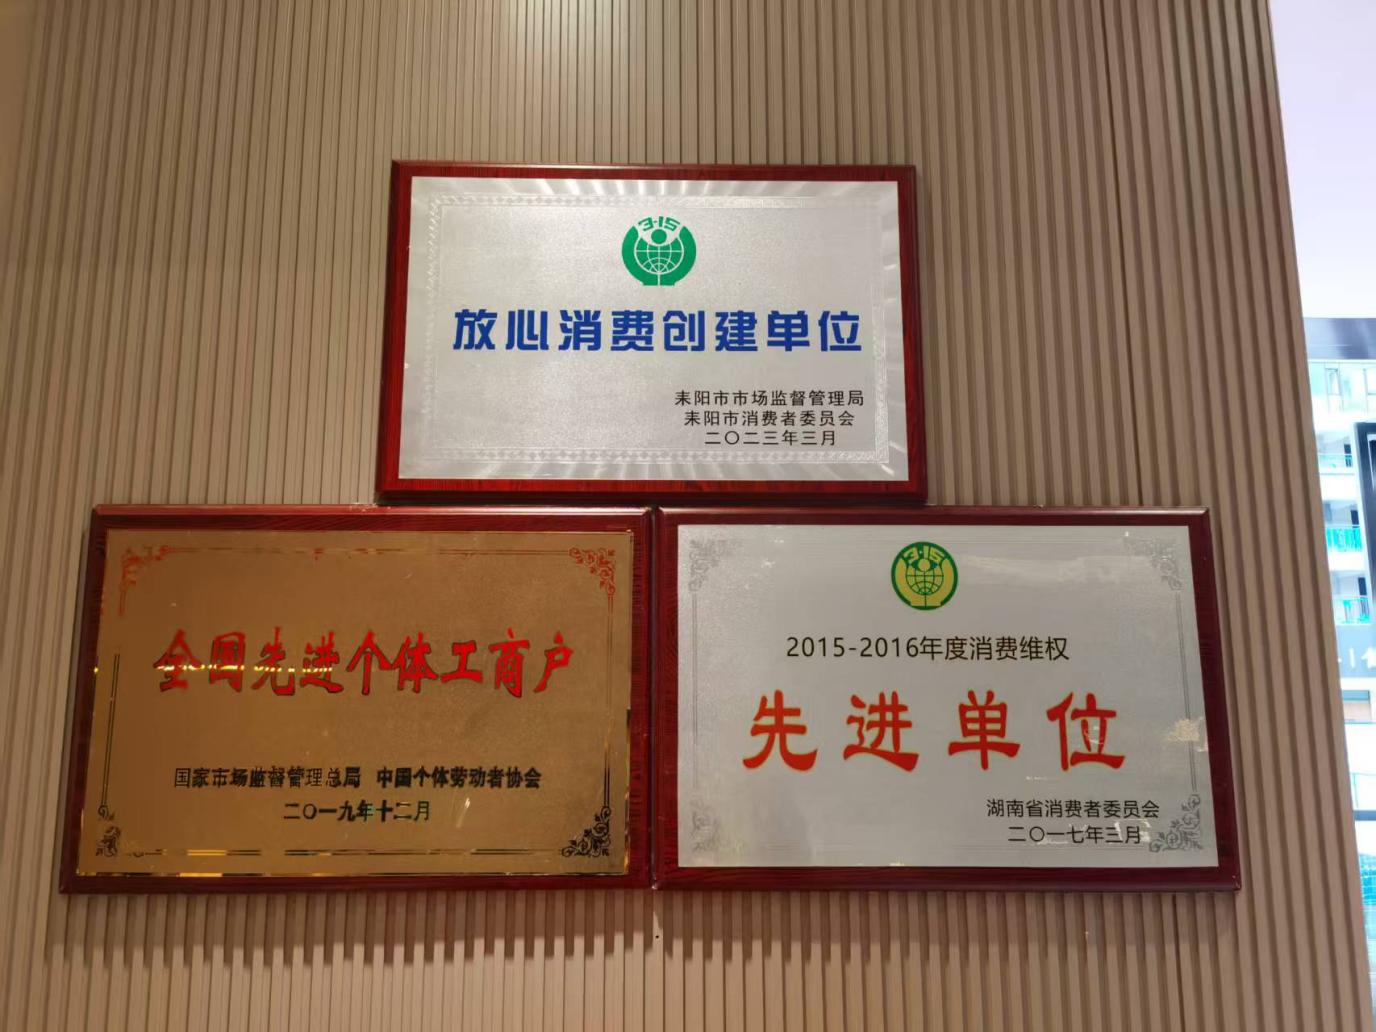 3·15
放心消费创建单位
耒阳市市场监督管理局
耒阳市消费者委员会
二〇二三年三月
全国先进个体工商户
国家市场监督管理总局 中国个体劳动者协会
二〇一九年十二月
3·15
2015-2016年度消费维权
先进单位
湖南省消费者委员会
二〇一七年三月